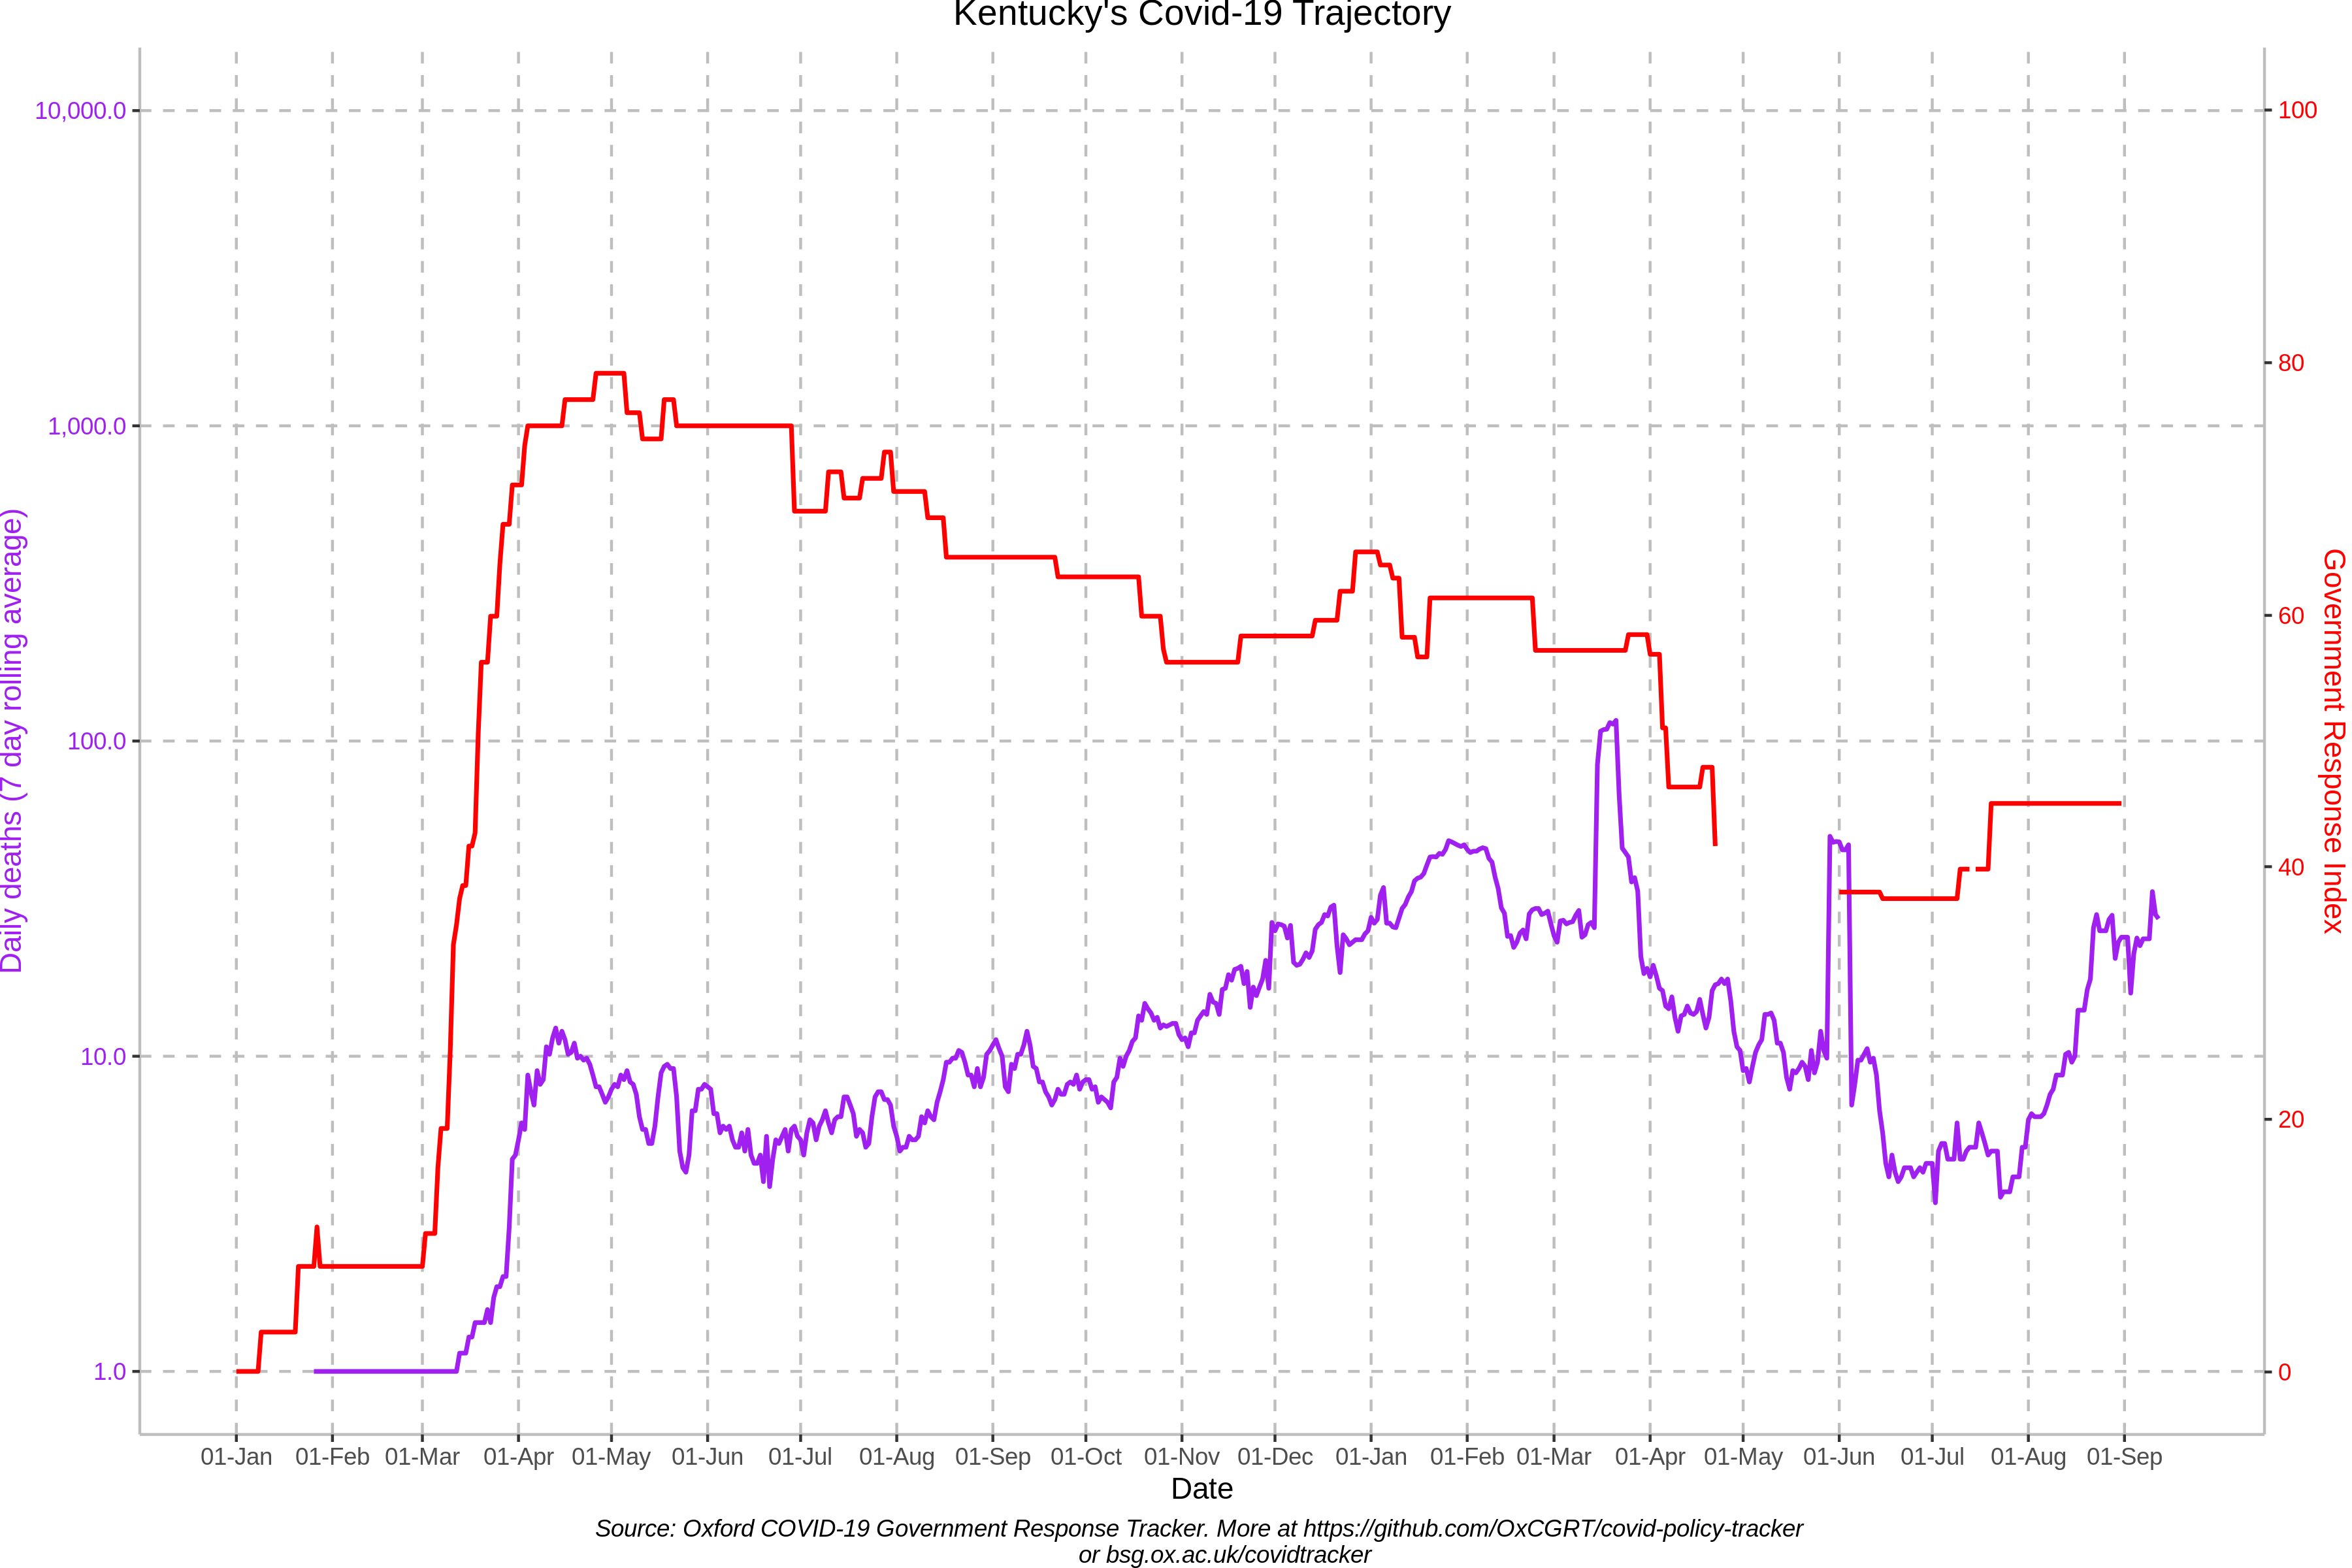 Kentucky's Covid-19 Trajectory
10,000.0
1,000.0
100.0
10.0
1.0
Daily deaths (7 day rolling average)
100
80
60
40
20
0
Government Response Index
01-Jan 01-Feb 01-Mar 01-Apr 01-May 01-Jun 01-Jul 01-Aug 01-Sep 01-Oct 01-Nov 01-Dec 01-Jan 01-Feb 01-Mar 01-Apr 01-May 01-Jun 01-Jul 01-Aug 01-Sep
Date
Source: Oxford COVID-19 Government Response Tracker. More at https://github.com/OxCGRT/covid-policy-tracker
or bsg.ox.ac.uk/covidtracker